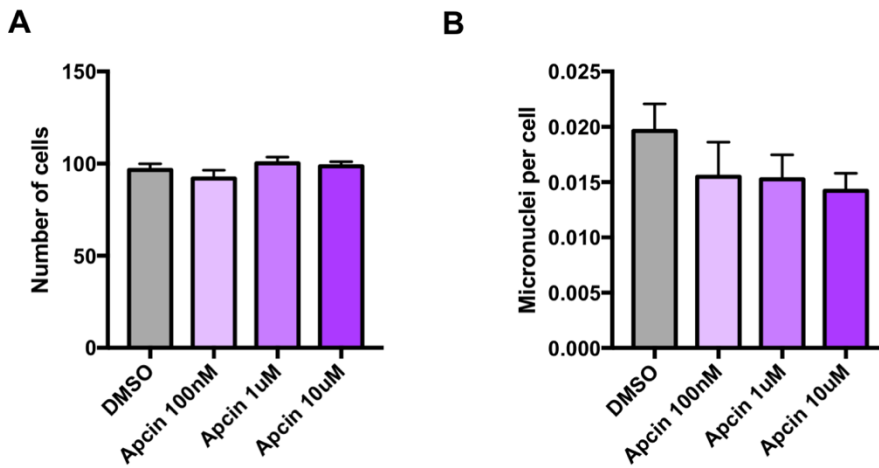 A
Number of cells
150
100
50
0
DMSO
Apcin 100nM
Apcin 1uM
Apcin 10uM
B
Micronuclei per cell
0.025
0.020
0.015
0.010
0.005
0.000
DMSO
Apcin 100nM
Apcin 1uM
Apcin 10uM